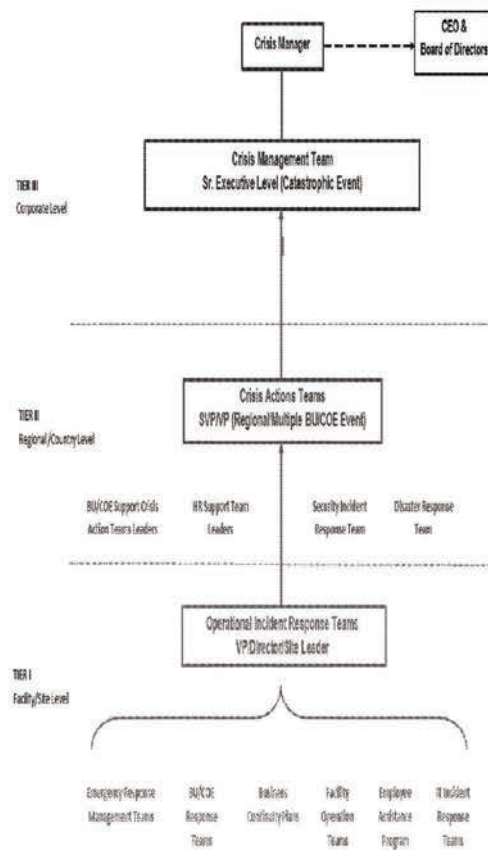 CEO &
Board of Directors
Crisis Manager
Crisis Management Team
Sr. Executive Level (Catastrophic Event)
TIER III
Corporate Level
Crisis Actions Teams
SVP/VP (Regional/Multiple BU/COE Event)
TIER II
Regional /Country Level
BU/COE Support Crisis
Action Teams Leaders
HR Support Team
Leaders
Security Incident
Response Team
Disaster Response
Team
Operational Incident Response Teams
VP/Director/Site Leader
TIER I
Facility/Site Level
Emergency Response
Management Teams
BU/COE
Response
Teams
Business
Continuity Plans
Facility
Operation
Teams
Employee
Assistance
Program
IT Incident
Response
Teams